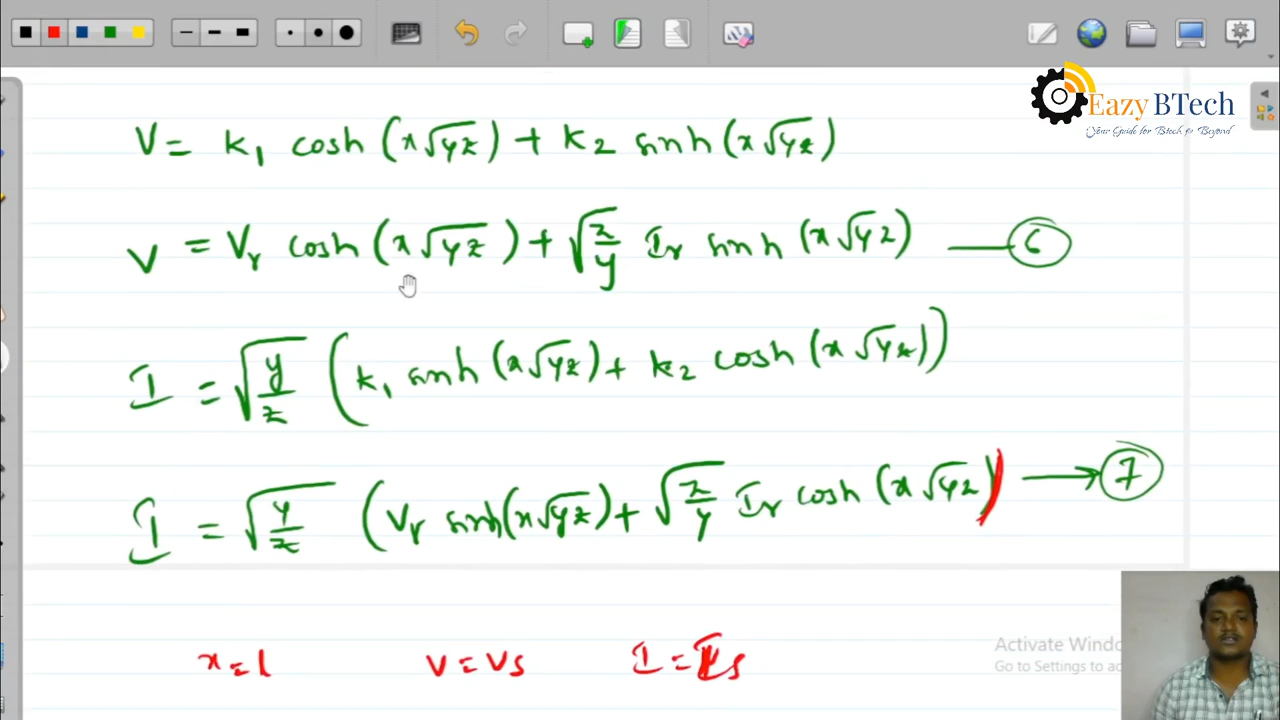 Eazy BTech
Your Guide for Btech & Beyond
V = k₁ cosh (x√yz) + k₂ sinh (x√yz)
V = Vr cosh (x√yz) + √(z/y) Ir sinh (x√yz) — 6
I = √(y/z) (k₁ sinh (x√yz) + k₂ cosh (x√yz))
I = √(y/z) (Vr sinh (x√yz) + √(z/y) Ir cosh (x√yz)) → 7
x = l V = Vs I = Is
Activate Windo
Go to Settings to ac